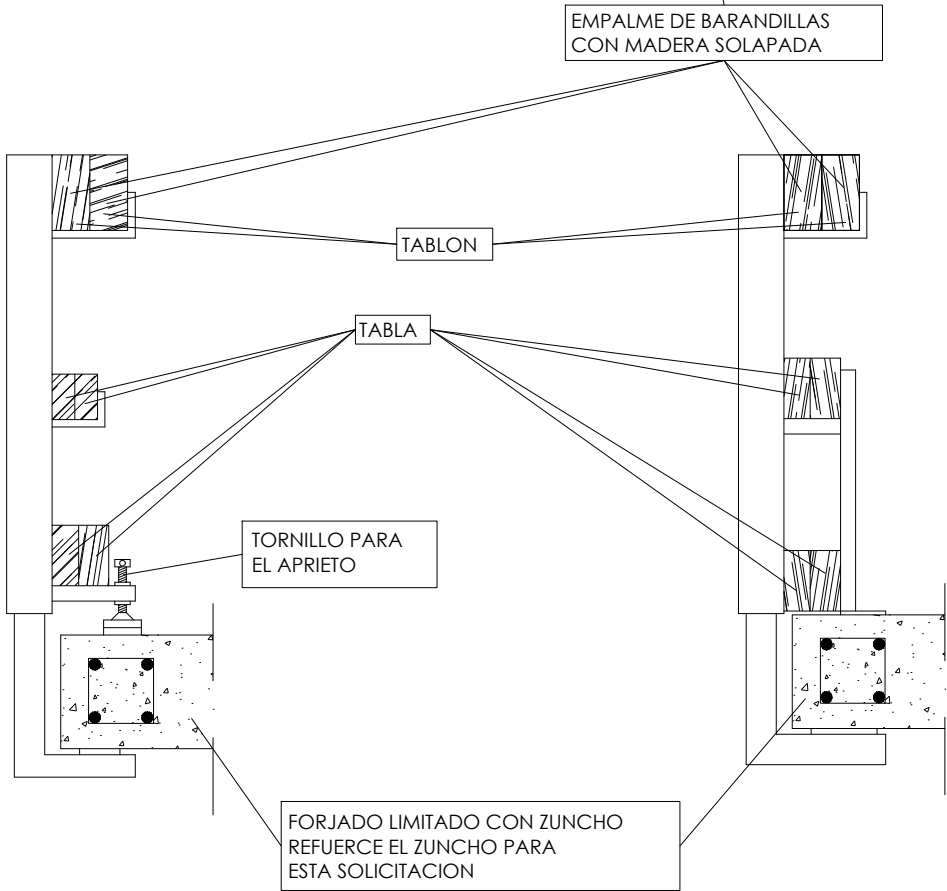 EMPALME DE BARANDILLAS
CON MADERA SOLAPADA
TABLON
TABLA
TORNILLO PARA
EL APRIETO
FORJADO LIMITADO CON ZUNCHO
REFUERCE EL ZUNCHO PARA
ESTA SOLICITACION